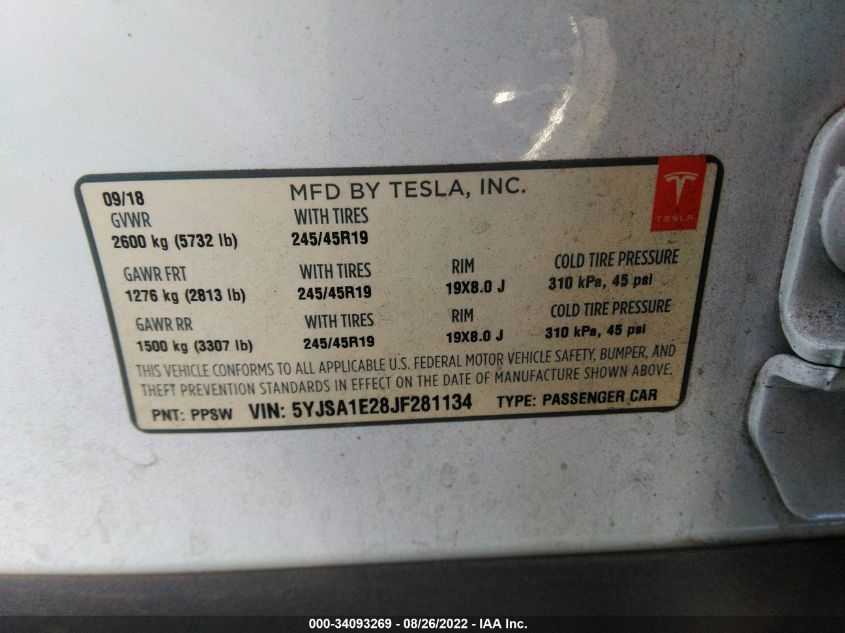 09/18 MFD BY TESLA, INC.
TESLA
GVWR WITH TIRES
2600 kg (5732 lb) 245/45R19
GAWR FRT WITH TIRES RIM COLD TIRE PRESSURE
1276 kg (2813 lb) 245/45R19 19X8.0 J 310 kPa, 45 psi
GAWR RR WITH TIRES RIM COLD TIRE PRESSURE
1500 kg (3307 lb) 245/45R19 19X8.0 J 310 kPa, 45 psi
THIS VEHICLE CONFORMS TO ALL APPLICABLE U.S. FEDERAL MOTOR VEHICLE SAFETY, BUMPER, AND
THEFT PREVENTION STANDARDS IN EFFECT ON THE DATE OF MANUFACTURE SHOWN ABOVE.
PNT: PPSW VIN: 5YJSA1E28JF281134 TYPE: PASSENGER CAR
000-34093269 - 08/26/2022 - IAA Inc.